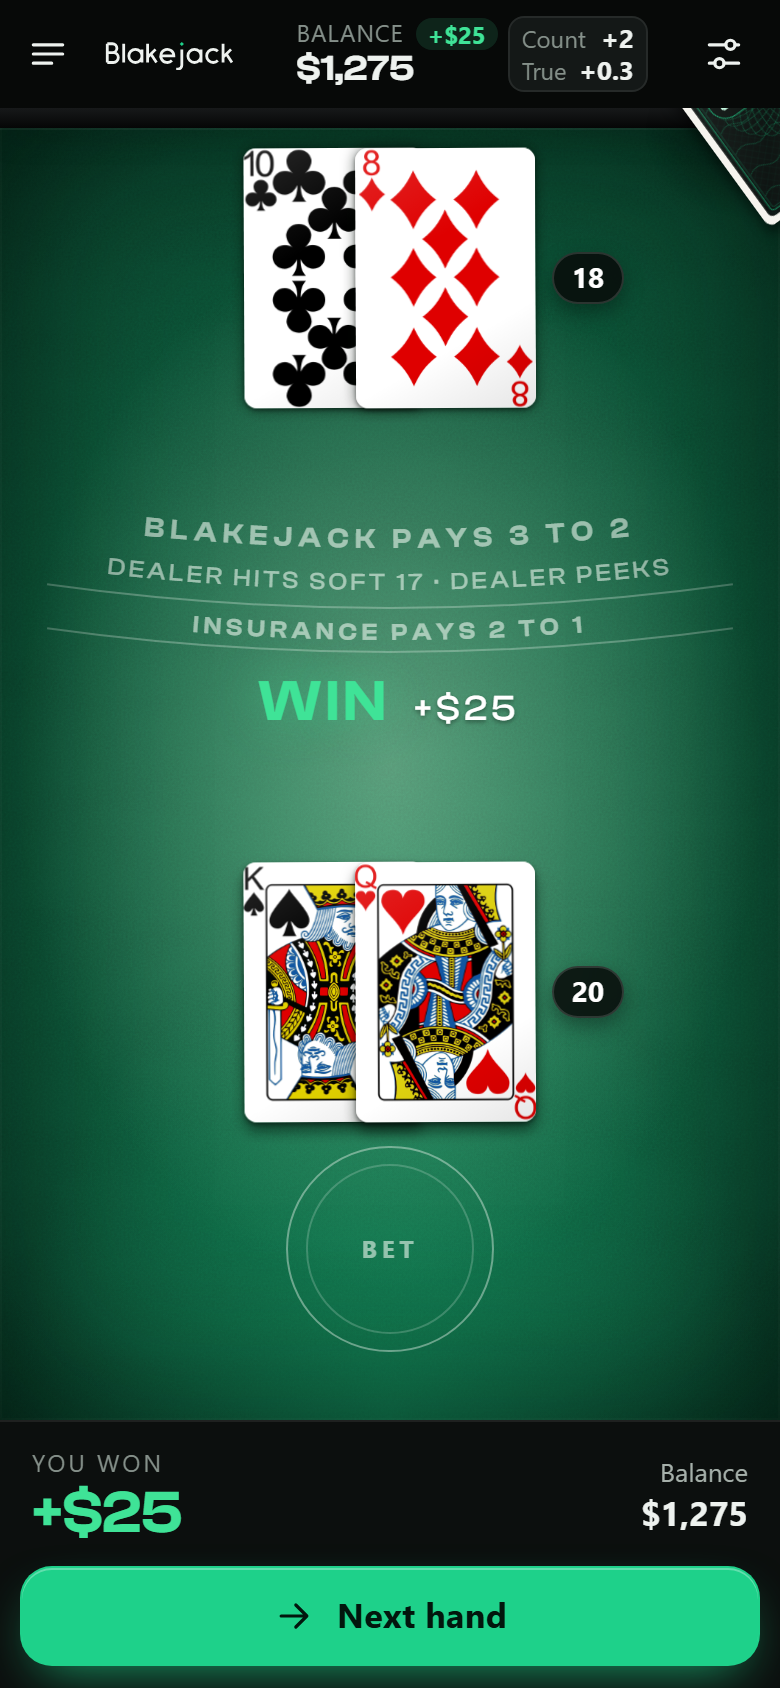 Blakejack
BALANCE +$25
$1,275
Count +2
True +0.3
10
8
8
18
BLAKEJACK PAYS 3 TO 2
DEALER HITS SOFT 17 · DEALER PEEKS
INSURANCE PAYS 2 TO 1
WIN +$25
K
Q
Q
20
BET
YOU WON
+$25
Balance
$1,275
Next hand